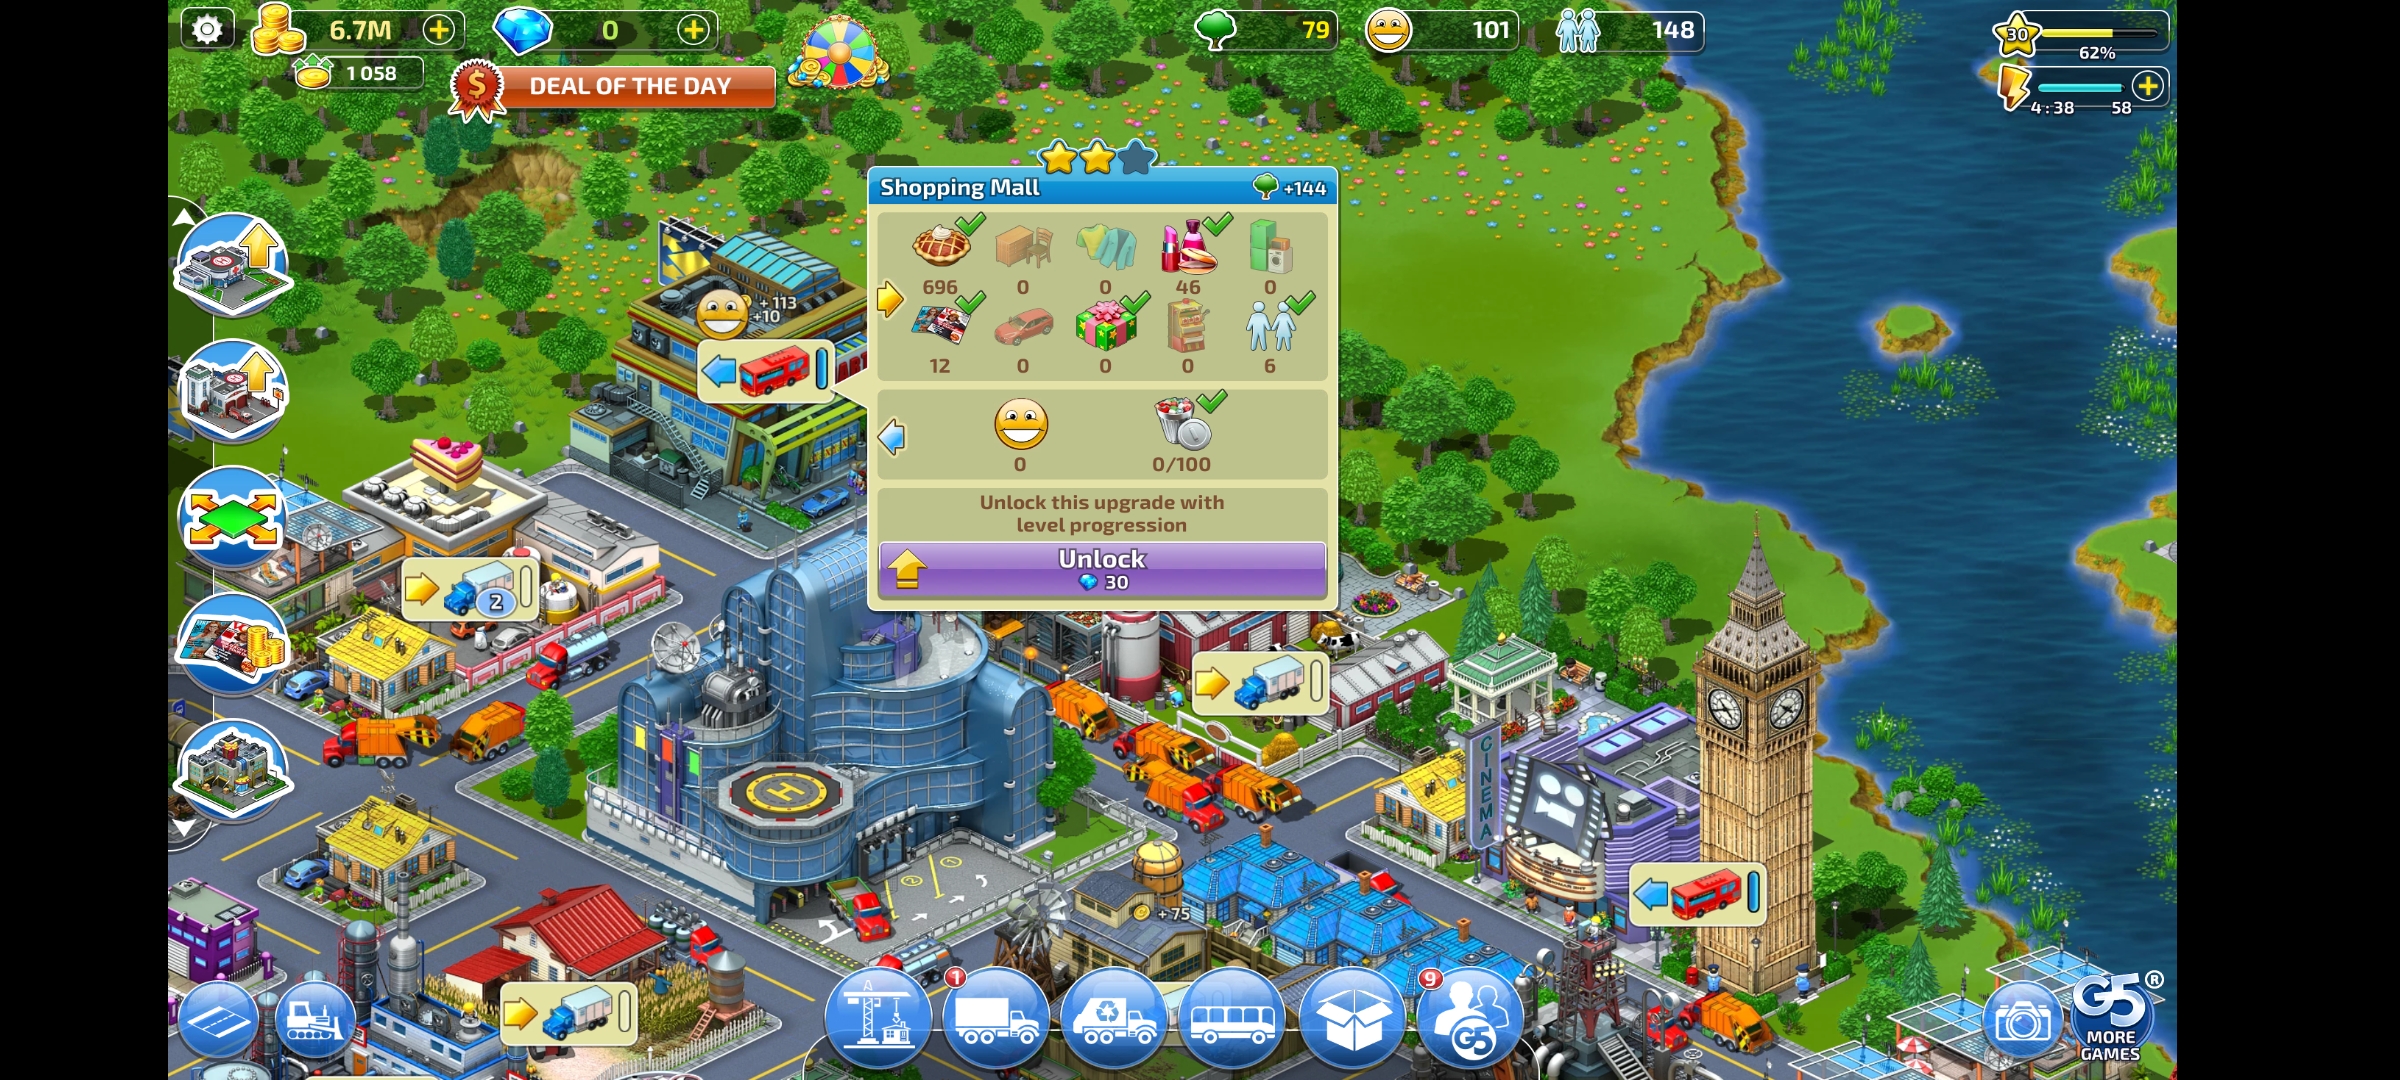 6.7M
0
79
101
148
30
62%
1 058
DEAL OF THE DAY
4:38
58
Shopping Mall
+144
696
0
0
46
0
12
0
0
0
6
+113
+10
0
0/100
Unlock this upgrade with
level progression
Unlock
30
2
CINEMA
H
+75
1
9
G5
G5®
MORE
GAMES